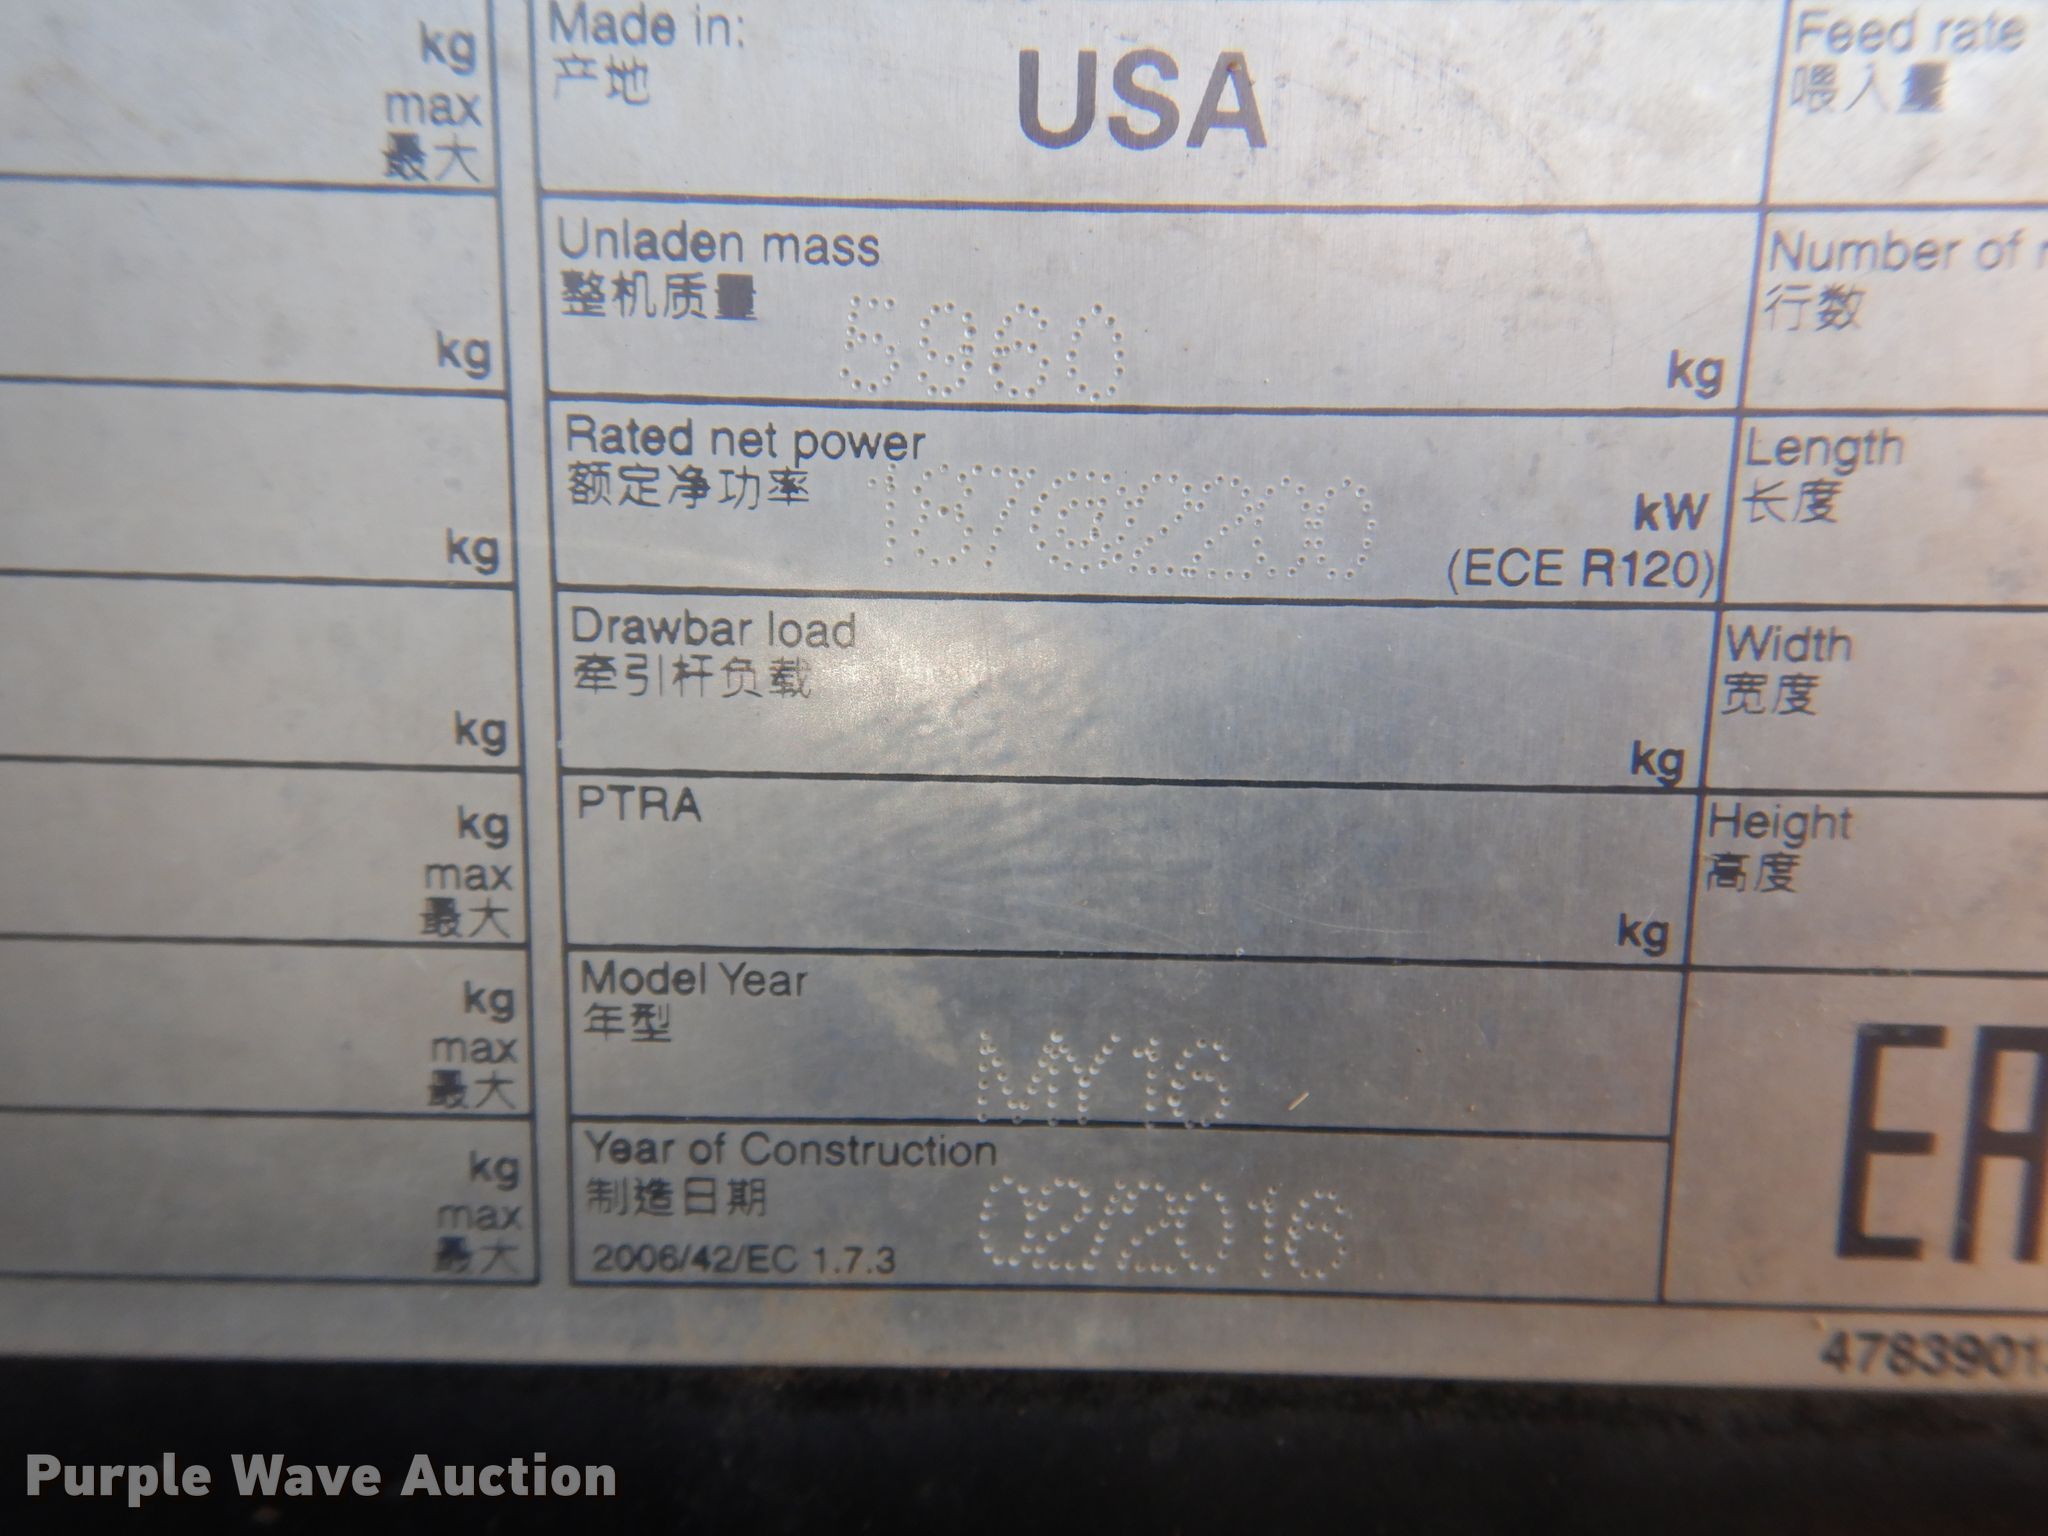 kg
max
最大
kg
kg
kg
kg
max
最大
kg
max
最大
kg
max
最大
Made in:
产地
USA
Unladen mass
整机质量
5960
kg
Rated net power
额定净功率
187@2200
kW
(ECE R120)
Drawbar load
牵引杆负载
kg
PTRA
kg
Model Year
年型
MY16
Year of Construction
制造日期
2006/42/EC 1.7.3
02/2016
Feed rate
喂入量
Number of
行数
Length
长度
Width
宽度
Height
高度
EA
4783901
Purple Wave Auction